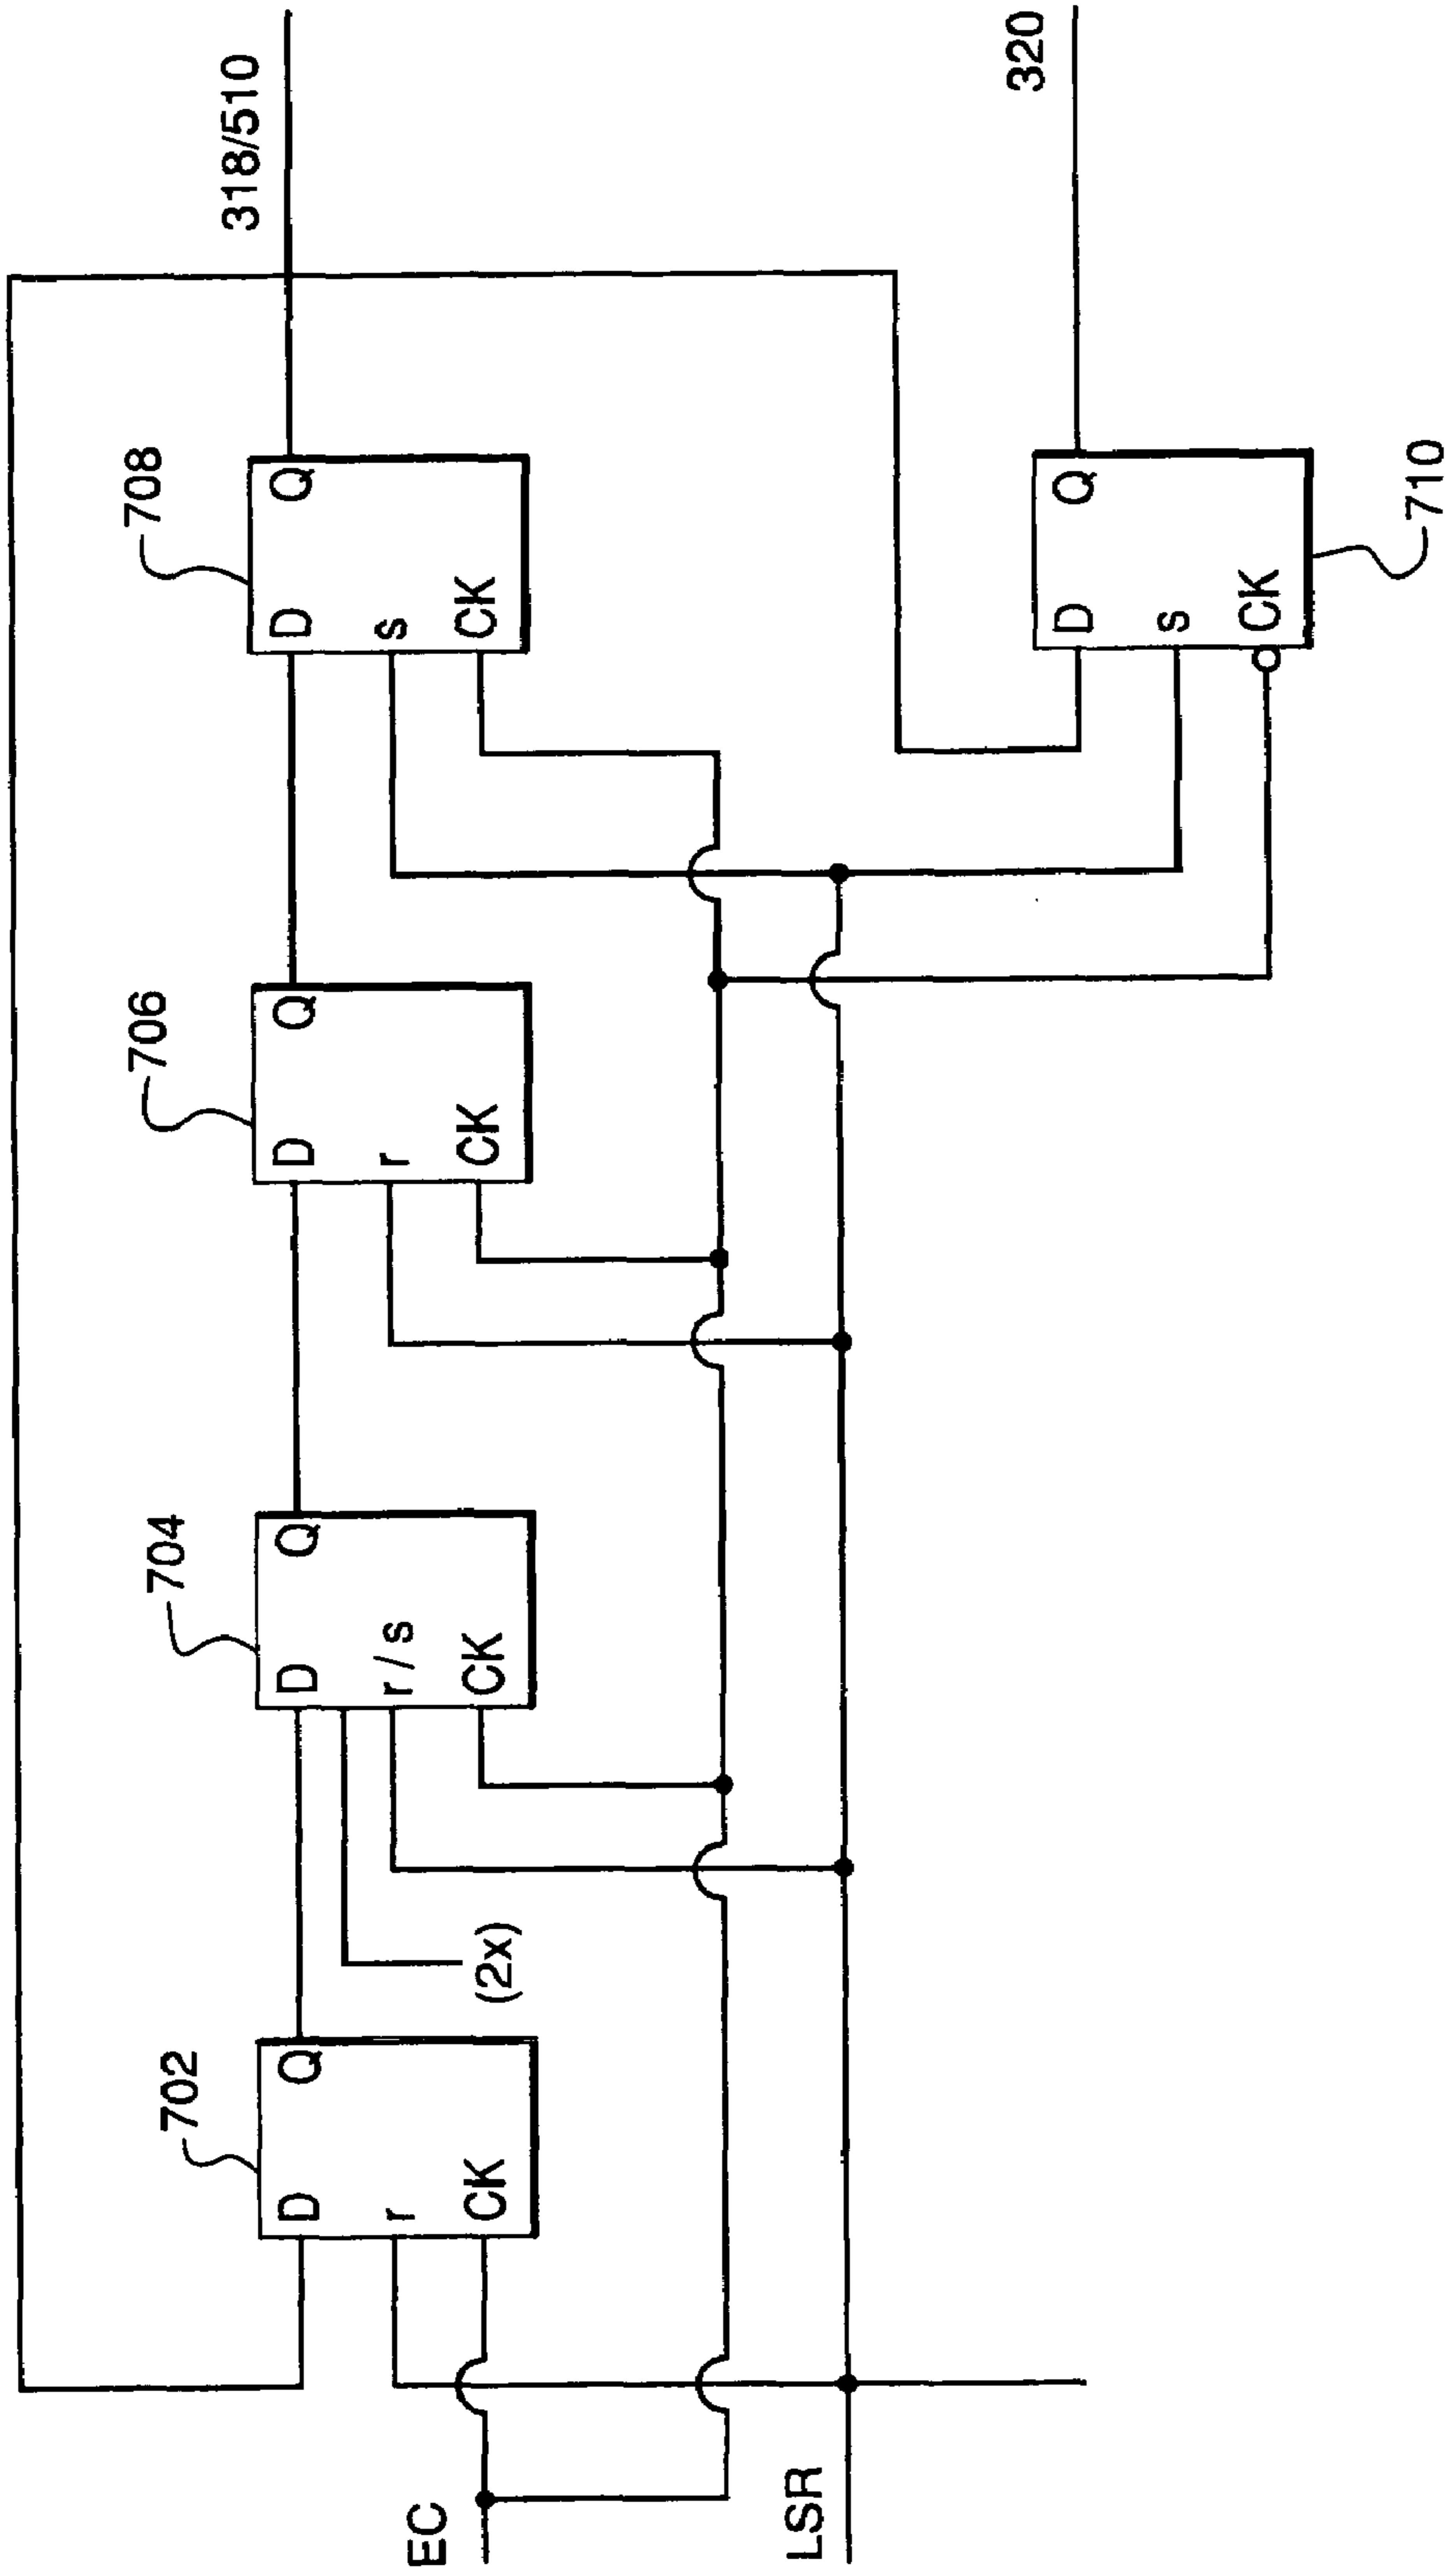 702
704
706
708
318/510
D
Q
r
CK
D
Q
r/s
CK
D
Q
r
CK
D
Q
s
CK
(2x)
EC
LSR
320
D
Q
s
CK
710